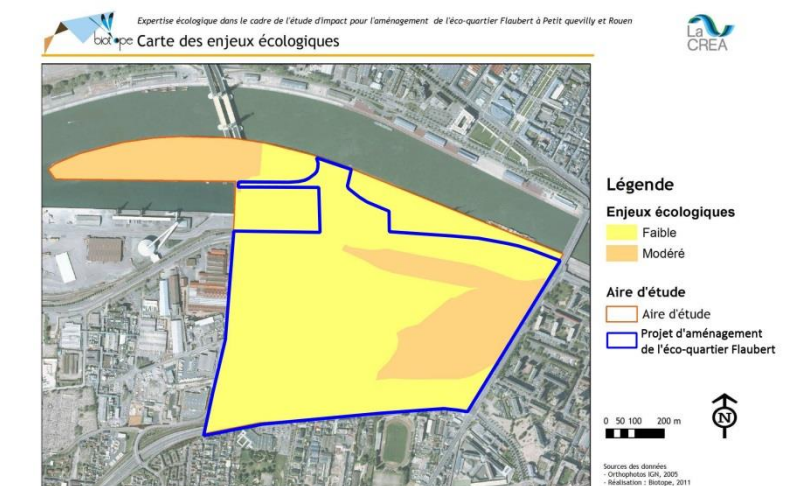 Expertise écologique dans le cadre de l'étude d'impact pour l'aménagement de l'éco-quartier Flaubert à Petit quevilly et Rouen
biotope
Carte des enjeux écologiques
La
CREA
Légende
Enjeux écologiques
Faible
Modéré
Aire d'étude
Aire d'étude
Projet d'aménagement
de l'éco-quartier Flaubert
0 50 100 200 m
N
Sources des données
- Orthophotos IGN, 2005
- Réalisation : Biotope, 2011